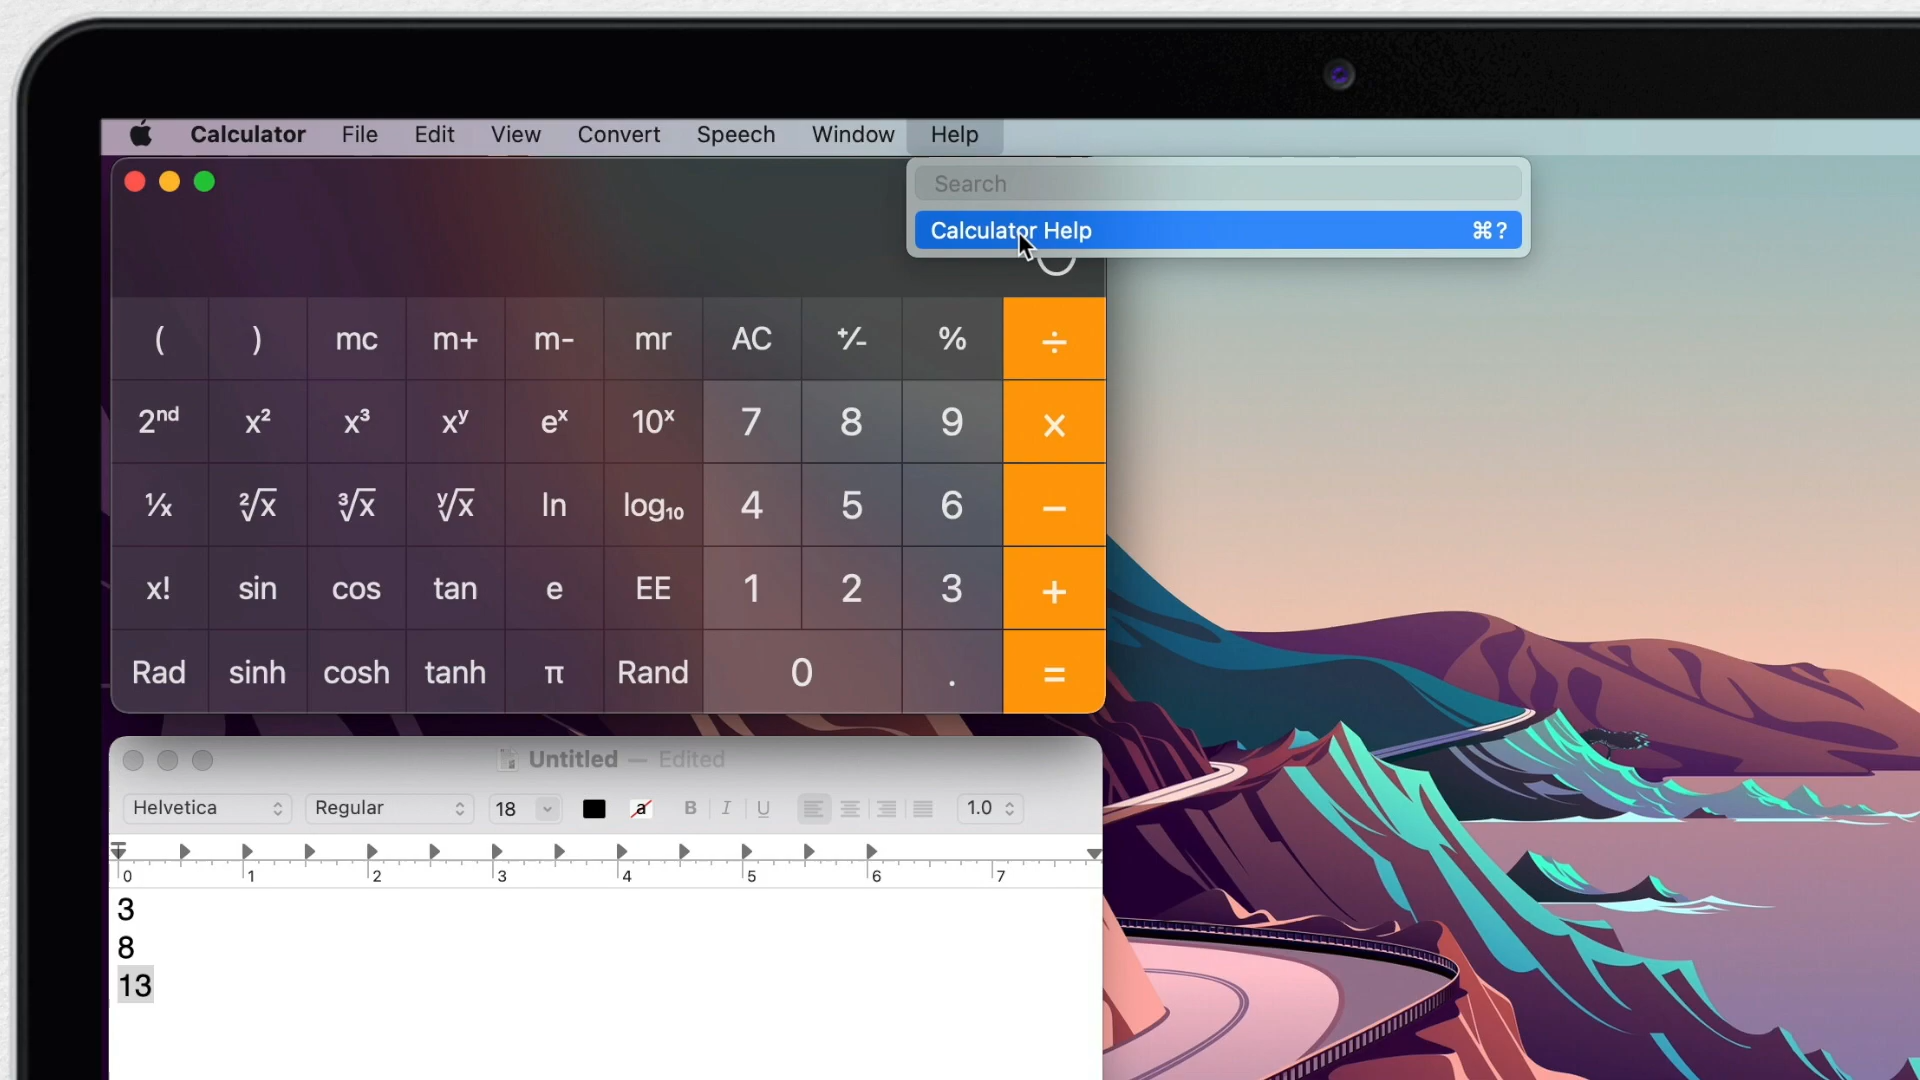 Calculator File Edit View Convert Speech Window Help
Search
Calculator Help ⌘?
( ) mc m+ m- mr AC ⁺⁄₋ % ÷
2ⁿᵈ x² x³ xʸ eˣ 10ˣ 7 8 9 ×
¹⁄ₓ ²√x ³√x ʸ√x ln log₁₀ 4 5 6 −
x! sin cos tan e EE 1 2 3 +
Rad sinh cosh tanh π Rand 0 . =
Untitled — Edited
Helvetica Regular 18 a B I U 1.0
0 1 2 3 4 5 6 7
3
8
13